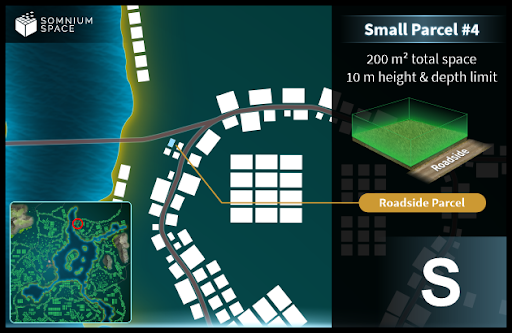 SOMNIUM
SPACE
Small Parcel #4
200 m² total space
10 m height & depth limit
Roadside
Roadside Parcel
S